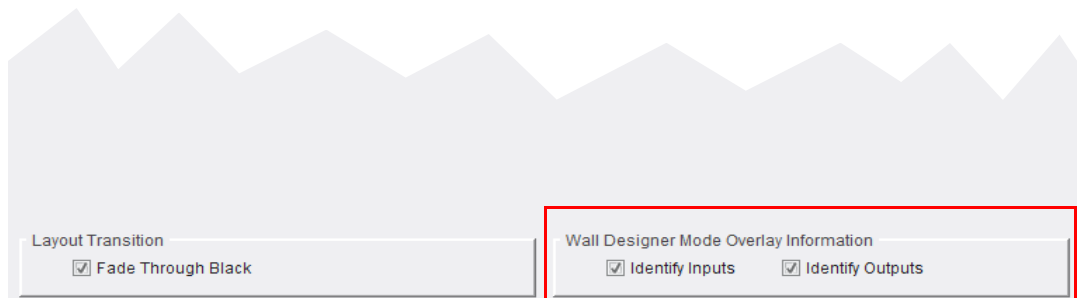 Layout Transition
Fade Through Black
Wall Designer Mode Overlay Information
Identify Inputs
Identify Outputs